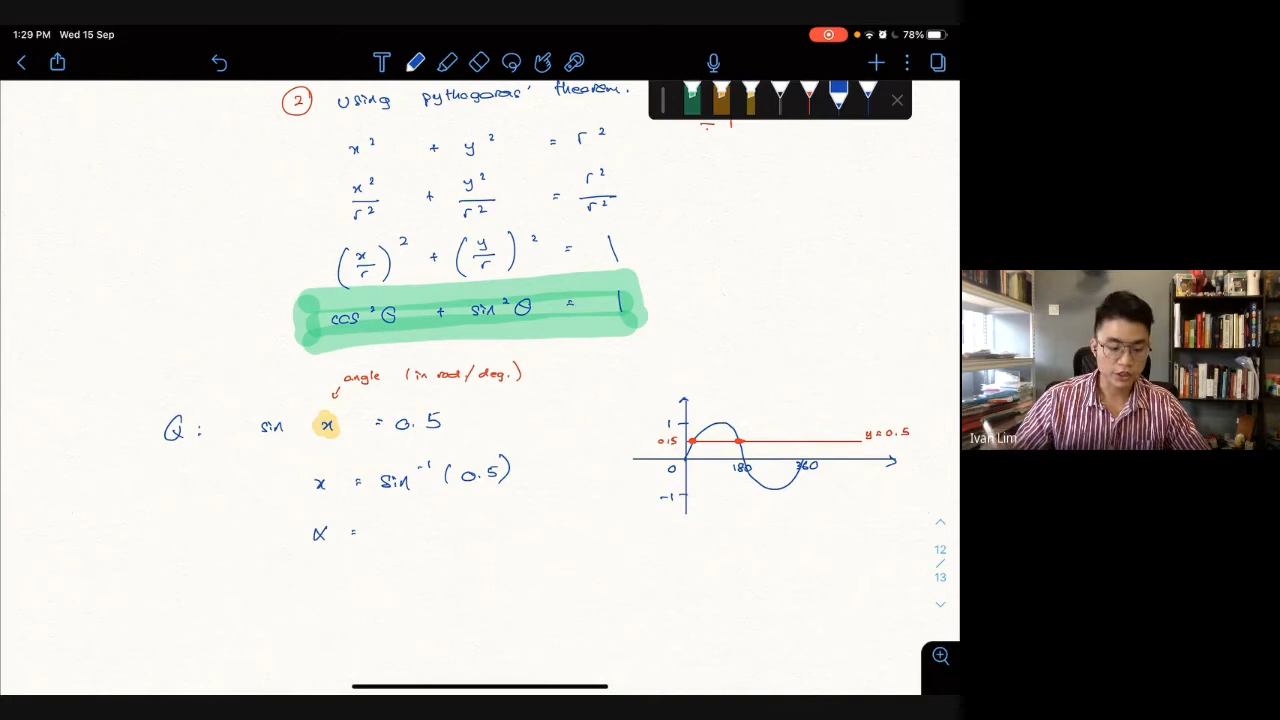 1:29 PM Wed 15 Sep
78%
2 Using pythagoras' theorem.
x² + y² = r²
x²/r² + y²/r² = r²/r²
(x/r)² + (y/r)² = 1
cos²θ + sin²θ = 1
angle (in rad/deg.)
Q: sin x = 0.5
x = sin⁻¹ (0.5)
α =
1
0.5
y = 0.5
0
180
360
-1
12
/
13
Ivan Lim